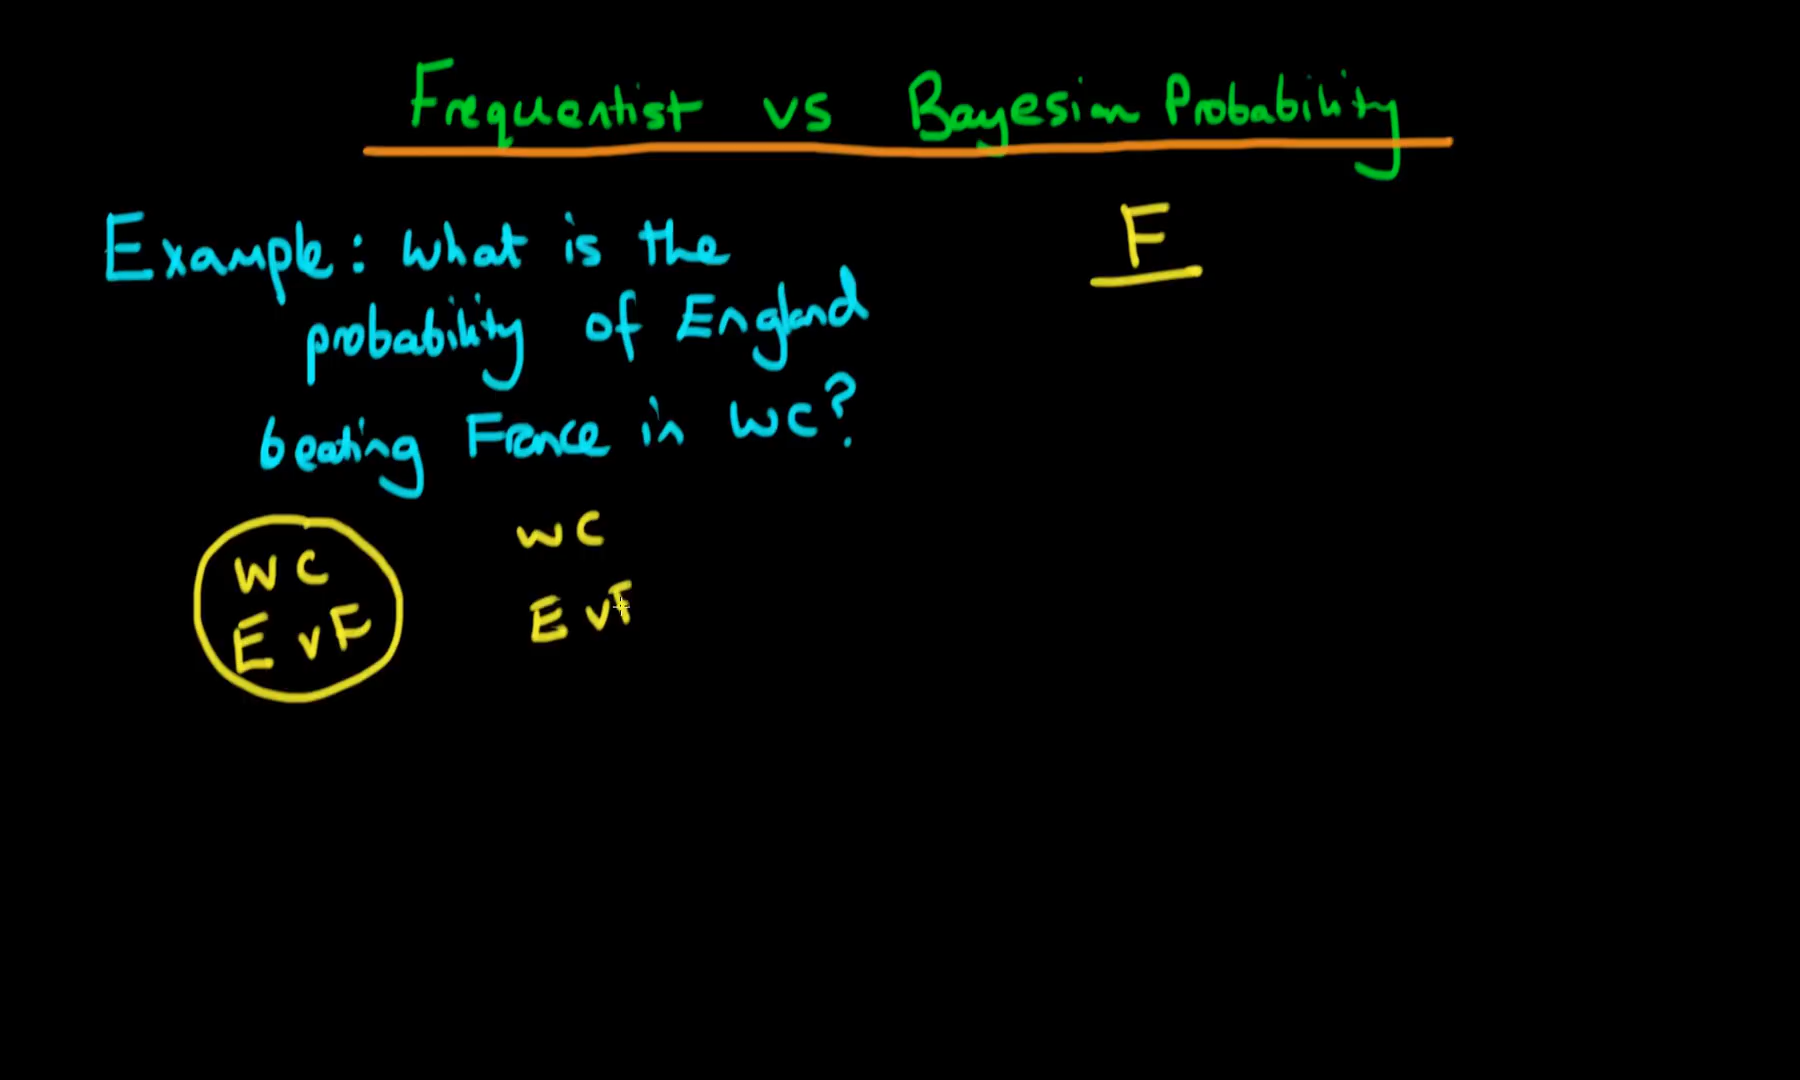 Frequentist vs Bayesian Probability
Example: What is the
probability of England
beating France in WC?
F
WC
E v F
WC
E v F